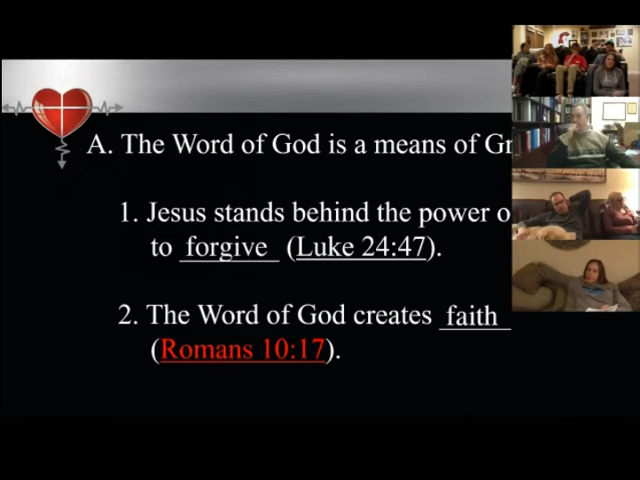 A. The Word of God is a means of Gr
1. Jesus stands behind the power o
to forgive (Luke 24:47).
2. The Word of God creates faith
(Romans 10:17).